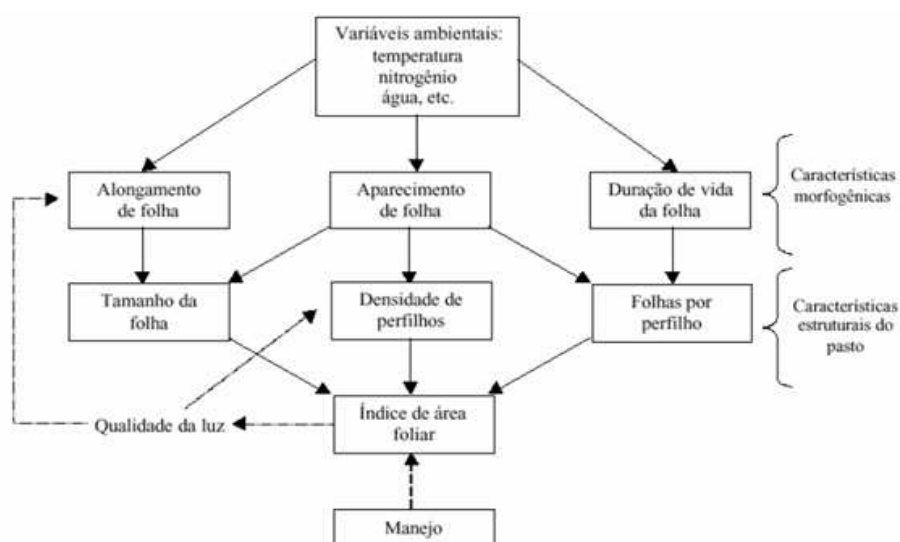 Variáveis ambientais:
temperatura
nitrogênio
água, etc.
Alongamento
de folha
Aparecimento
de folha
Duração de vida
da folha
Características
morfogênicas
Tamanho da
folha
Densidade de
perfilhos
Folhas por
perfilho
Características
estruturais do
pasto
Qualidade da luz
Índice de área
foliar
Manejo